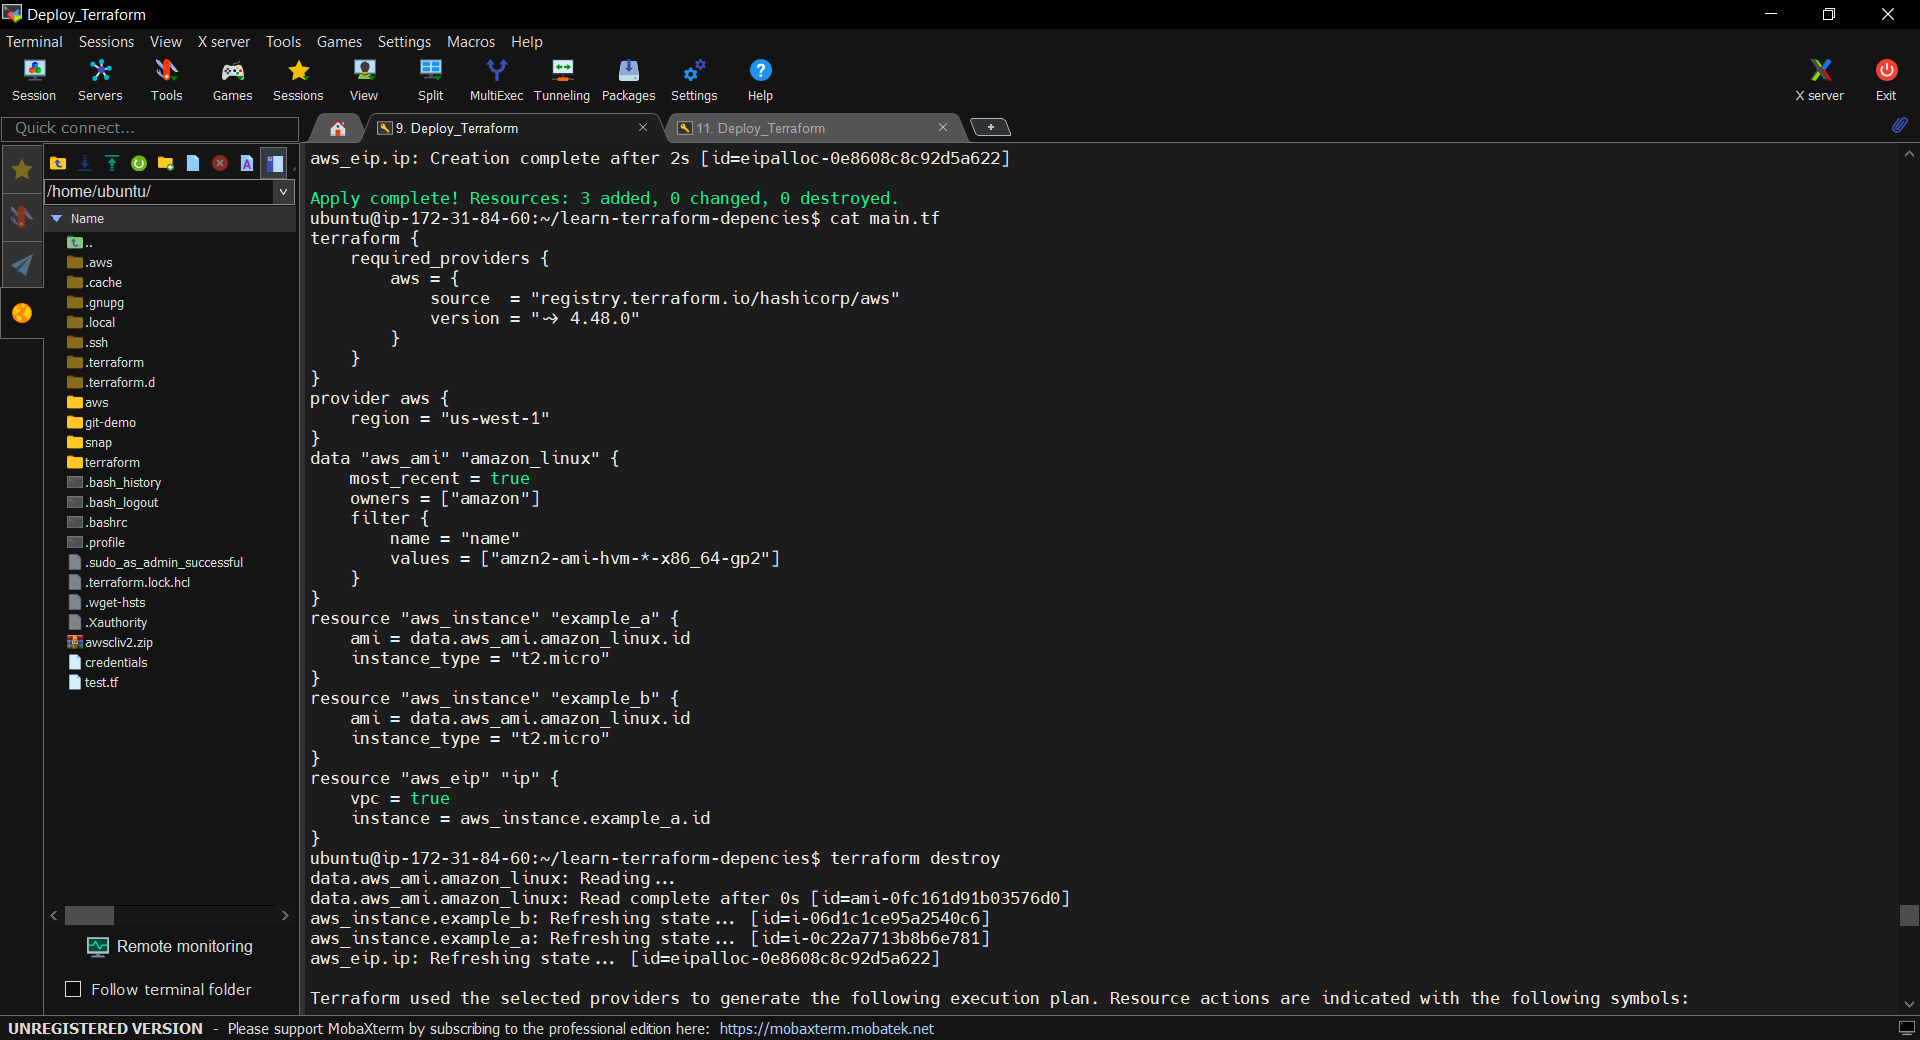 Deploy_Terraform
Terminal Sessions View X server Tools Games Settings Macros Help
Session Servers Tools Games Sessions View Split MultiExec Tunneling Packages Settings Help X server Exit
Quick connect...
9. Deploy_Terraform
11. Deploy_Terraform
/home/ubuntu/
Name
..
.aws
.cache
.gnupg
.local
.ssh
.terraform
.terraform.d
aws
git-demo
snap
terraform
.bash_history
.bash_logout
.bashrc
.profile
.sudo_as_admin_successful
.terraform.lock.hcl
.wget-hsts
.Xauthority
awscliv2.zip
credentials
test.tf
Remote monitoring
Follow terminal folder
aws_eip.ip: Creation complete after 2s [id=eipalloc-0e8608c8c92d5a622]
Apply complete! Resources: 3 added, 0 changed, 0 destroyed.
ubuntu@ip-172-31-84-60:~/learn-terraform-depencies$ cat main.tf
terraform {
    required_providers {
        aws = {
            source  = "registry.terraform.io/hashicorp/aws"
            version = "~> 4.48.0"
        }
    }
}
provider aws {
    region = "us-west-1"
}
data "aws_ami" "amazon_linux" {
    most_recent = true
    owners = ["amazon"]
    filter {
        name = "name"
        values = ["amzn2-ami-hvm-*-x86_64-gp2"]
    }
}
resource "aws_instance" "example_a" {
    ami = data.aws_ami.amazon_linux.id
    instance_type = "t2.micro"
}
resource "aws_instance" "example_b" {
    ami = data.aws_ami.amazon_linux.id
    instance_type = "t2.micro"
}
resource "aws_eip" "ip" {
    vpc = true
    instance = aws_instance.example_a.id
}
ubuntu@ip-172-31-84-60:~/learn-terraform-depencies$ terraform destroy
data.aws_ami.amazon_linux: Reading...
data.aws_ami.amazon_linux: Read complete after 0s [id=ami-0fc161d91b03576d0]
aws_instance.example_b: Refreshing state... [id=i-06d1c1ce95a2540c6]
aws_instance.example_a: Refreshing state... [id=i-0c22a7713b8b6e781]
aws_eip.ip: Refreshing state... [id=eipalloc-0e8608c8c92d5a622]
Terraform used the selected providers to generate the following execution plan. Resource actions are indicated with the following symbols:
UNREGISTERED VERSION - Please support MobaXterm by subscribing to the professional edition here: https://mobaxterm.mobatek.net